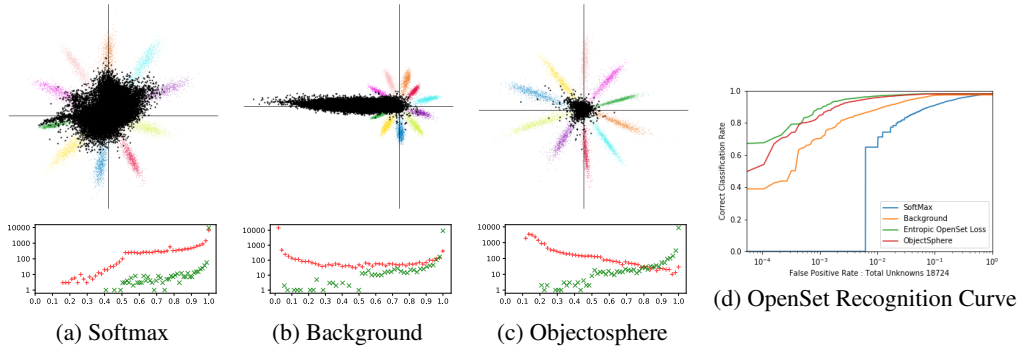 10000
1000
100
10
1
0.0 0.1 0.2 0.3 0.4 0.5 0.6 0.7 0.8 0.9 1.0
(a) Softmax
10000
1000
100
10
1
0.0 0.1 0.2 0.3 0.4 0.5 0.6 0.7 0.8 0.9 1.0
(b) Background
10000
1000
100
10
1
0.0 0.1 0.2 0.3 0.4 0.5 0.6 0.7 0.8 0.9 1.0
(c) Objectosphere
Correct Classification Rate
1.0
0.8
0.6
0.4
0.2
0.0
SoftMax
Background
Entropic OpenSet Loss
ObjectSphere
10⁻⁴ 10⁻³ 10⁻² 10⁻¹ 10⁰
False Positive Rate : Total Unknowns 18724
(d) OpenSet Recognition Curve